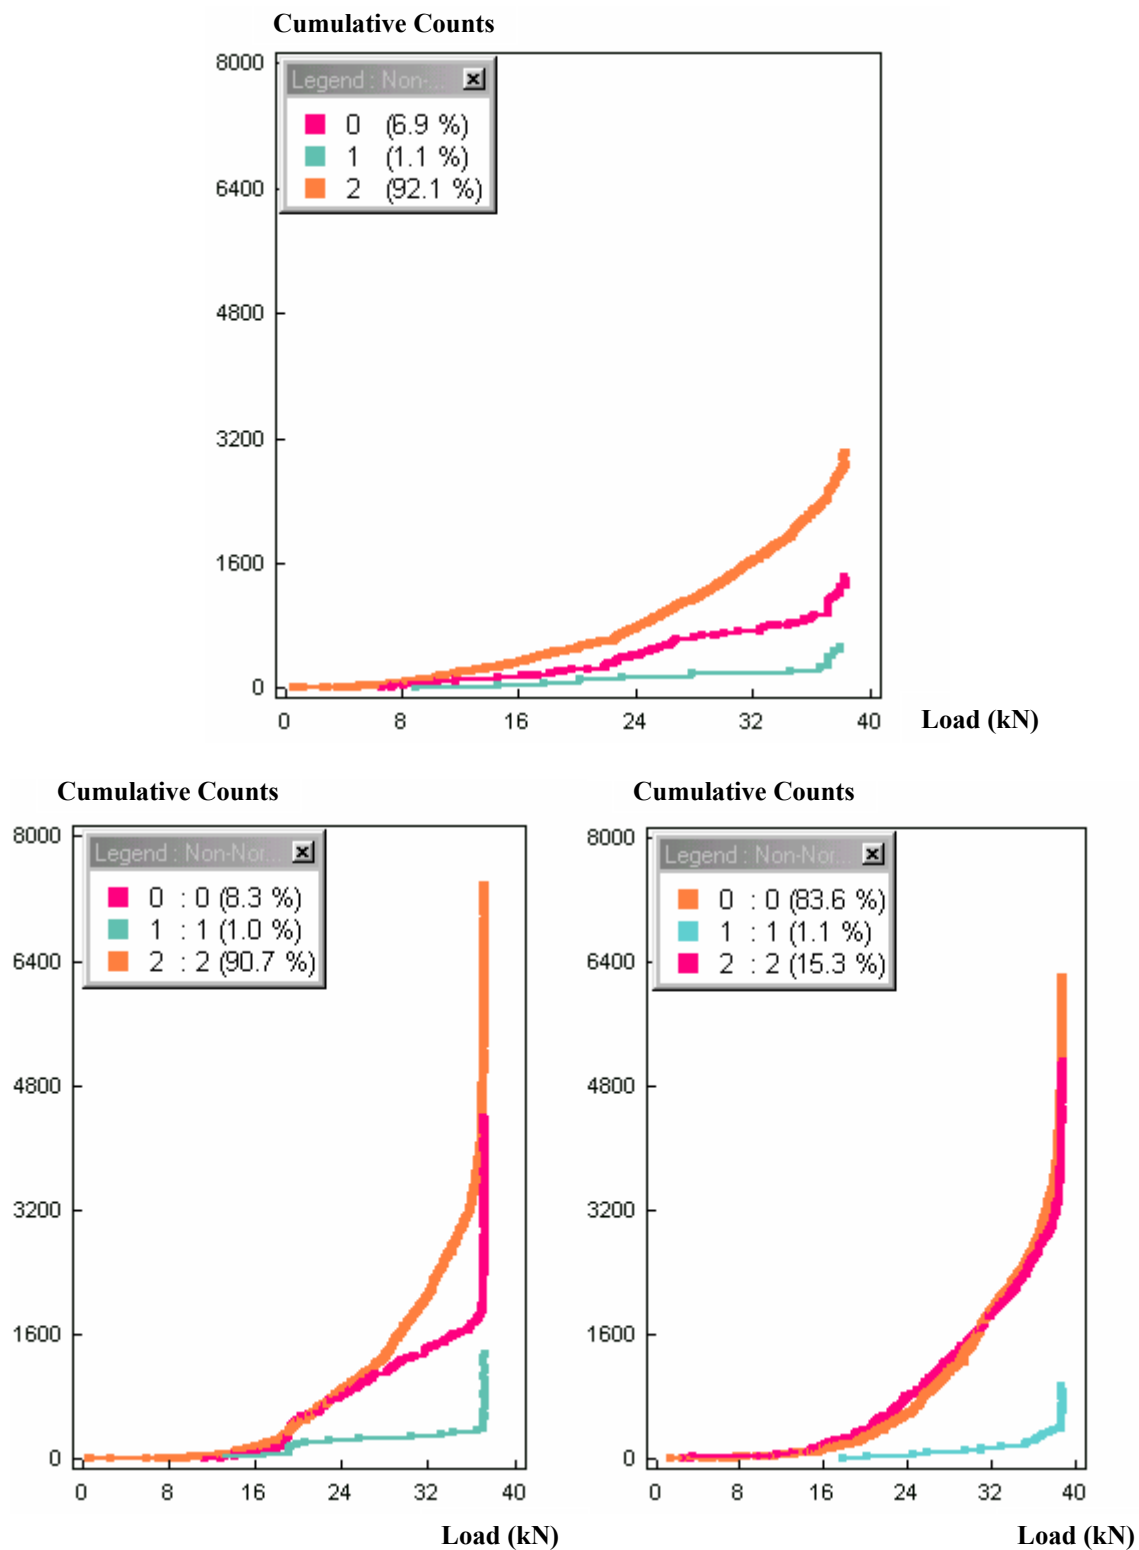 Cumulative Counts
8000
Legend : Non-...
0 (6.9 %)
1 (1.1 %)
2 (92.1 %)
6400
4800
3200
1600
0
0 8 16 24 32 40 Load (kN)
Cumulative Counts
8000
Legend : Non-Nor...
0 : 0 (8.3 %)
1 : 1 (1.0 %)
2 : 2 (90.7 %)
6400
4800
3200
1600
0
0 8 16 24 32 40
Load (kN)
Cumulative Counts
8000
Legend : Non-Nor...
0 : 0 (83.6 %)
1 : 1 (1.1 %)
2 : 2 (15.3 %)
6400
4800
3200
1600
0
0 8 16 24 32 40
Load (kN)